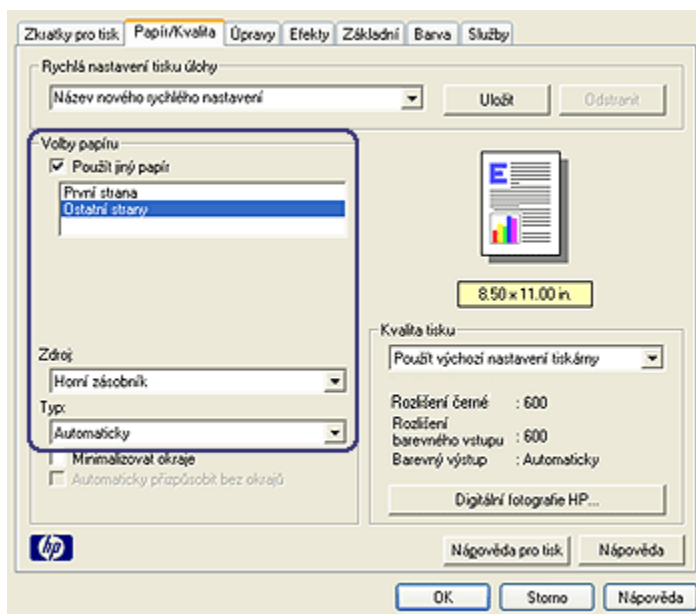 Zkratky pro tisk Papír/Kvalita Úpravy Efekty Základní Barva Služby
Rychlá nastavení tisku úlohy
Název nového rychlého nastavení
Uložit Odstranit
Volby papíru
Použít jiný papír
První strana
Ostatní strany
E
8.50 × 11.00 in.
Zdroj:
Horní zásobník
Typ:
Automaticky
Minimalizovat okraje
Automaticky přizpůsobit bez okrajů
Kvalita tisku
Použít výchozí nastavení tiskárny
Rozlišení černé : 600
Rozlišení
barevného vstupu : 600
Barevný výstup : Automaticky
Digitální fotografie HP...
hp
Nápověda pro tisk Nápověda
OK Storno Nápověda